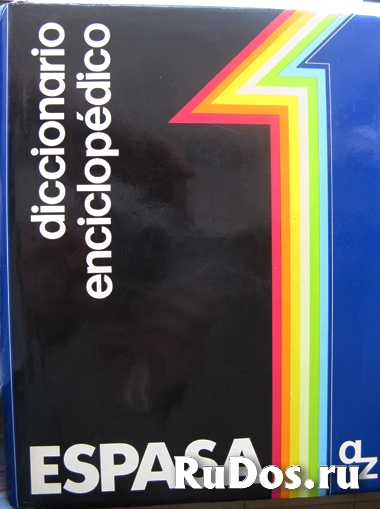 diccionario
enciclopédico
ESPASA
RuDos.ru